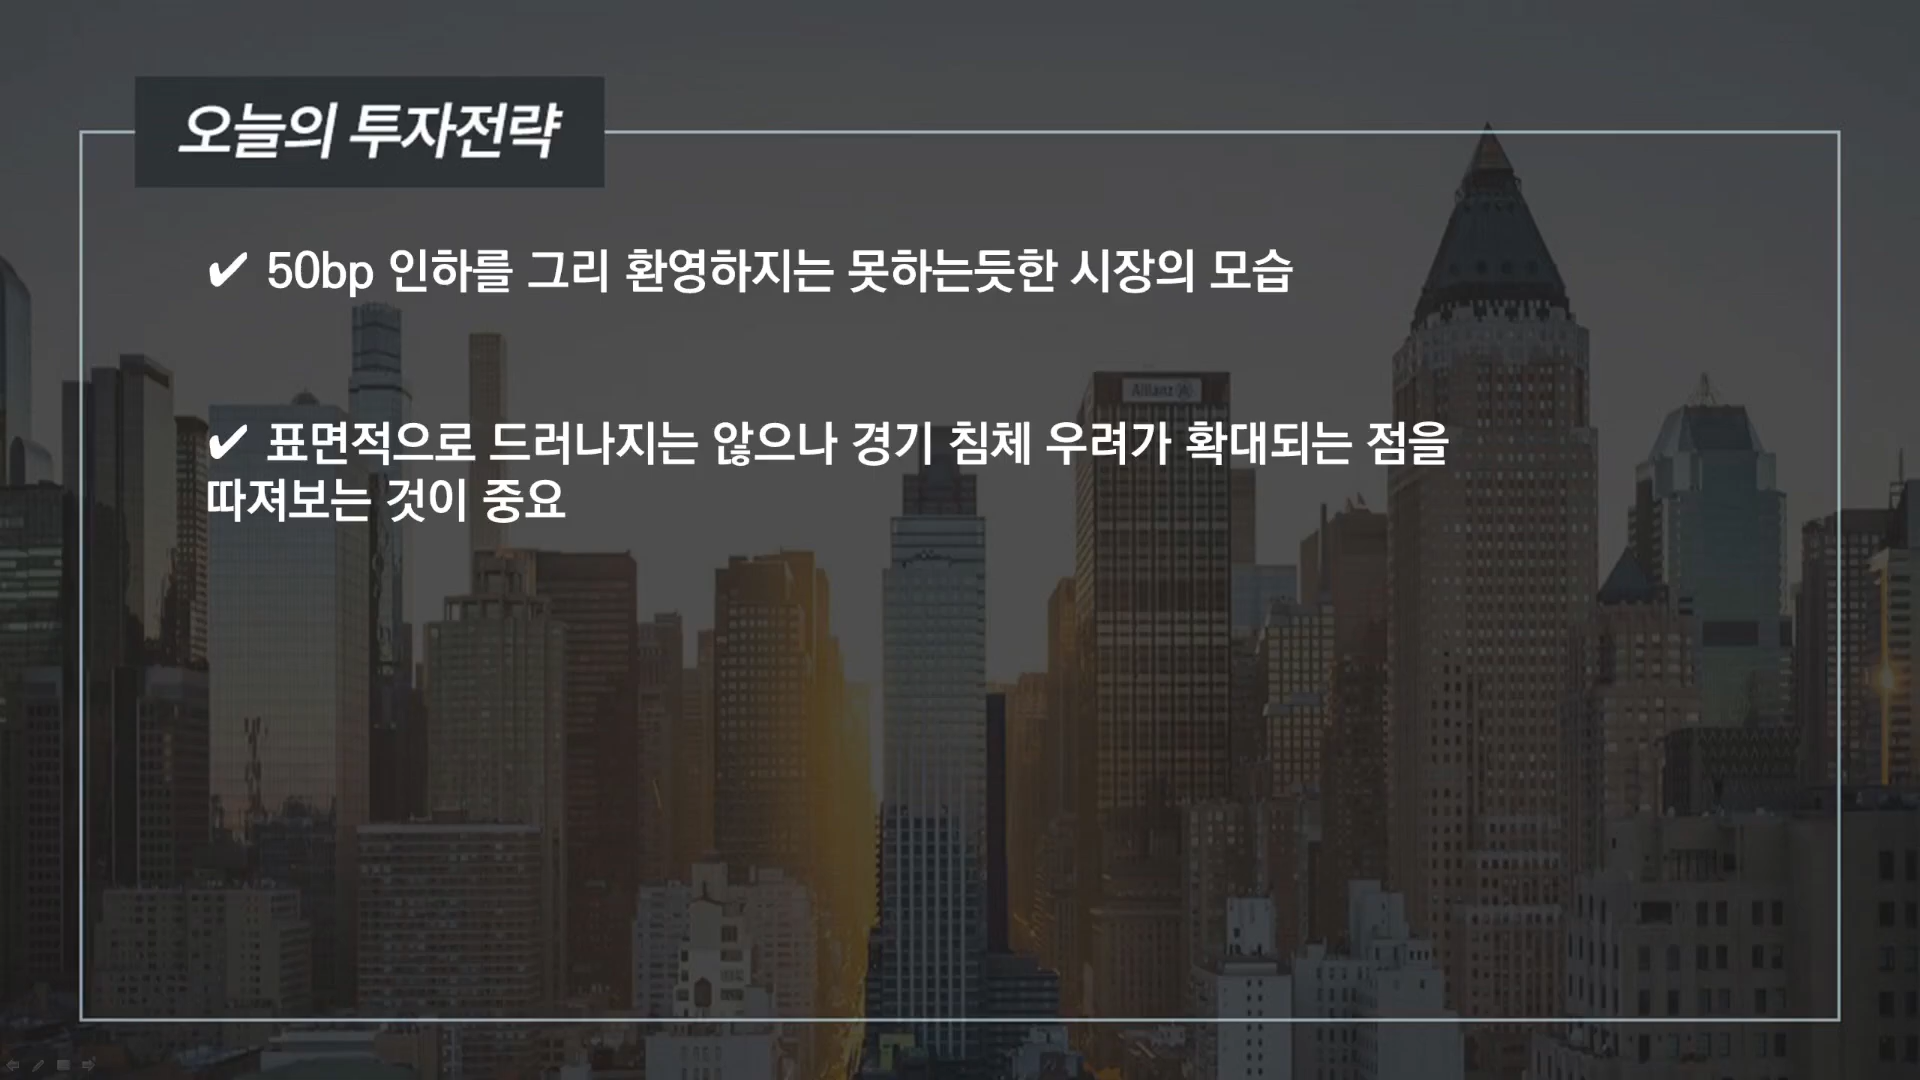 오늘의 투자전략
✔ 50bp 인하를 그리 환영하지는 못하는듯한 시장의 모습
✔ 표면적으로 드러나지는 않으나 경기 침체 우려가 확대되는 점을
따져보는 것이 중요
Allianz